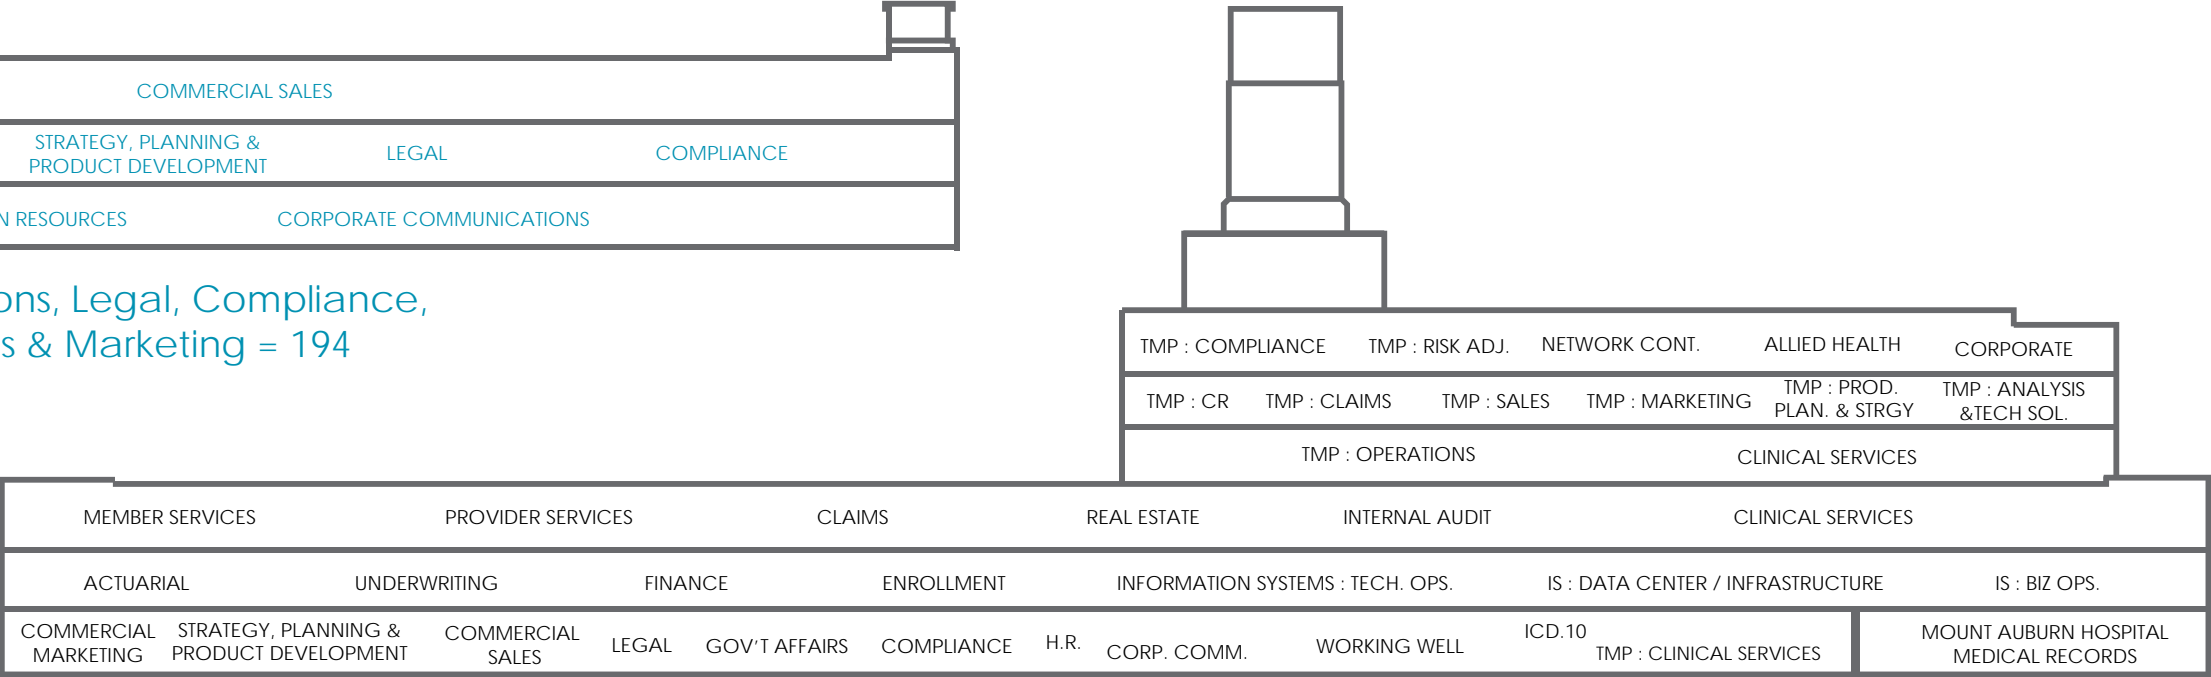 COMMERCIAL SALES
STRATEGY, PLANNING &
PRODUCT DEVELOPMENT
LEGAL
COMPLIANCE
RESOURCES
CORPORATE COMMUNICATIONS
Legal, Compliance,
& Marketing = 194
TMP : COMPLIANCE
TMP : RISK ADJ.
NETWORK CONT.
ALLIED HEALTH
CORPORATE
TMP : CR
TMP : CLAIMS
TMP : SALES
TMP : MARKETING
TMP : PROD.
PLAN. & STRGY
TMP : ANALYSIS
&TECH SOL.
TMP : OPERATIONS
CLINICAL SERVICES
MEMBER SERVICES
PROVIDER SERVICES
CLAIMS
REAL ESTATE
INTERNAL AUDIT
CLINICAL SERVICES
ACTUARIAL
UNDERWRITING
FINANCE
ENROLLMENT
INFORMATION SYSTEMS : TECH. OPS.
IS : DATA CENTER / INFRASTRUCTURE
IS : BIZ OPS.
COMMERCIAL
MARKETING
STRATEGY, PLANNING &
PRODUCT DEVELOPMENT
COMMERCIAL
SALES
LEGAL
GOV'T AFFAIRS
COMPLIANCE
H.R.
CORP. COMM.
WORKING WELL
ICD.10
TMP : CLINICAL SERVICES
MOUNT AUBURN HOSPITAL
MEDICAL RECORDS